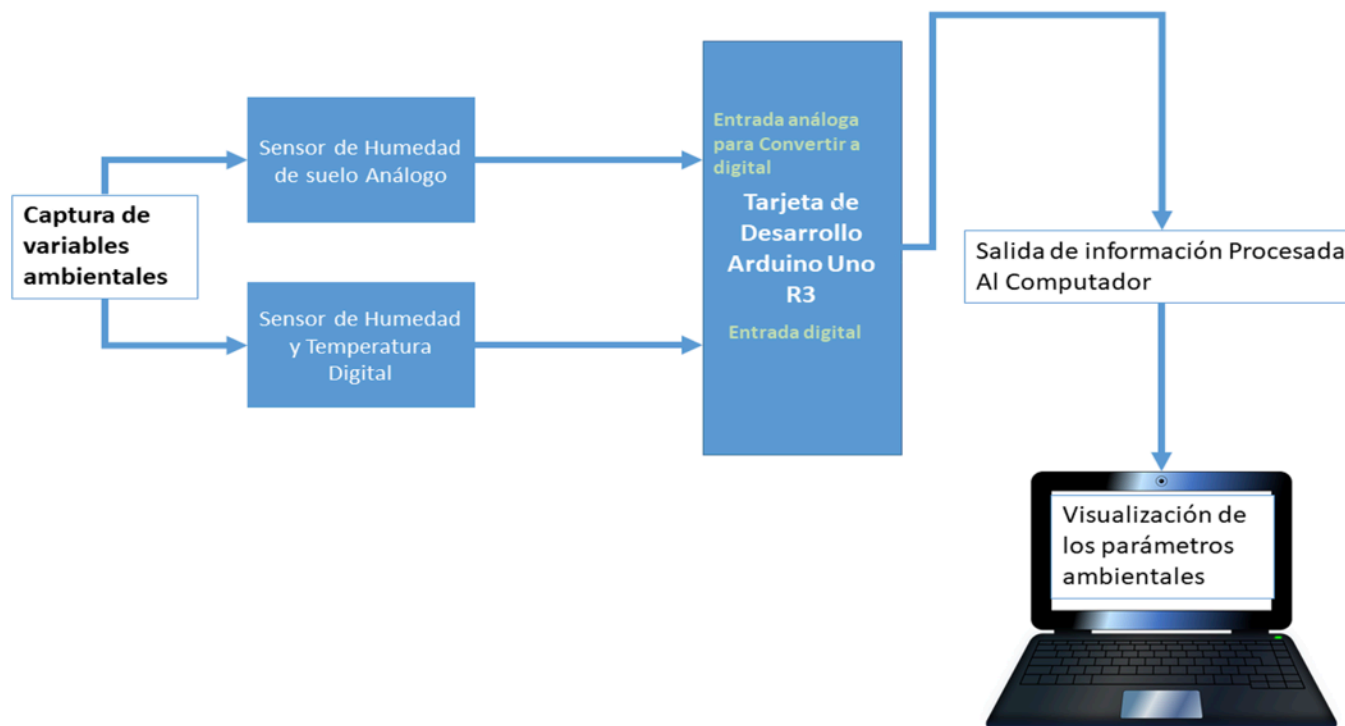 Captura de
variables
ambientales
Sensor de Humedad
de suelo Análogo
Sensor de Humedad
y Temperatura
Digital
Entrada análoga
para Convertir a
digital
Tarjeta de
Desarrollo
Arduino Uno
R3
Entrada digital
Salida de información Procesada
Al Computador
Visualización de
los parámetros
ambientales